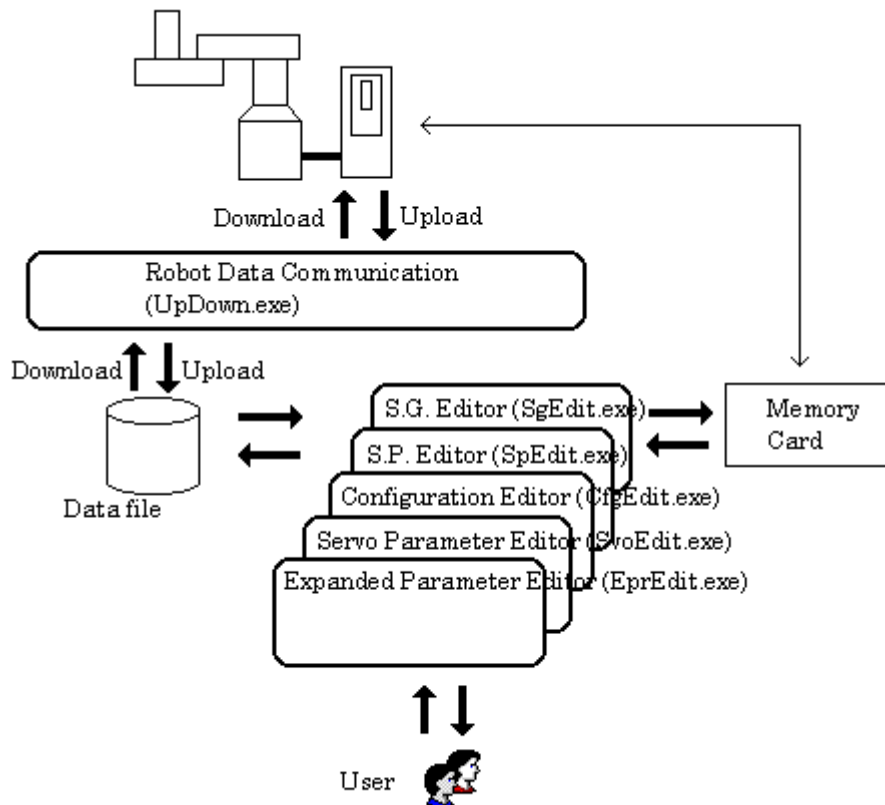 Download
Upload
Robot Data Communication
(UpDown.exe)
Download
Upload
S.G. Editor (SgEdit.exe)
S.P. Editor (SpEdit.exe)
Configuration Editor (CfgEdit.exe)
Servo Parameter Editor (SvoEdit.exe)
Expanded Parameter Editor (EprEdit.exe)
Memory
Card
Data file
User